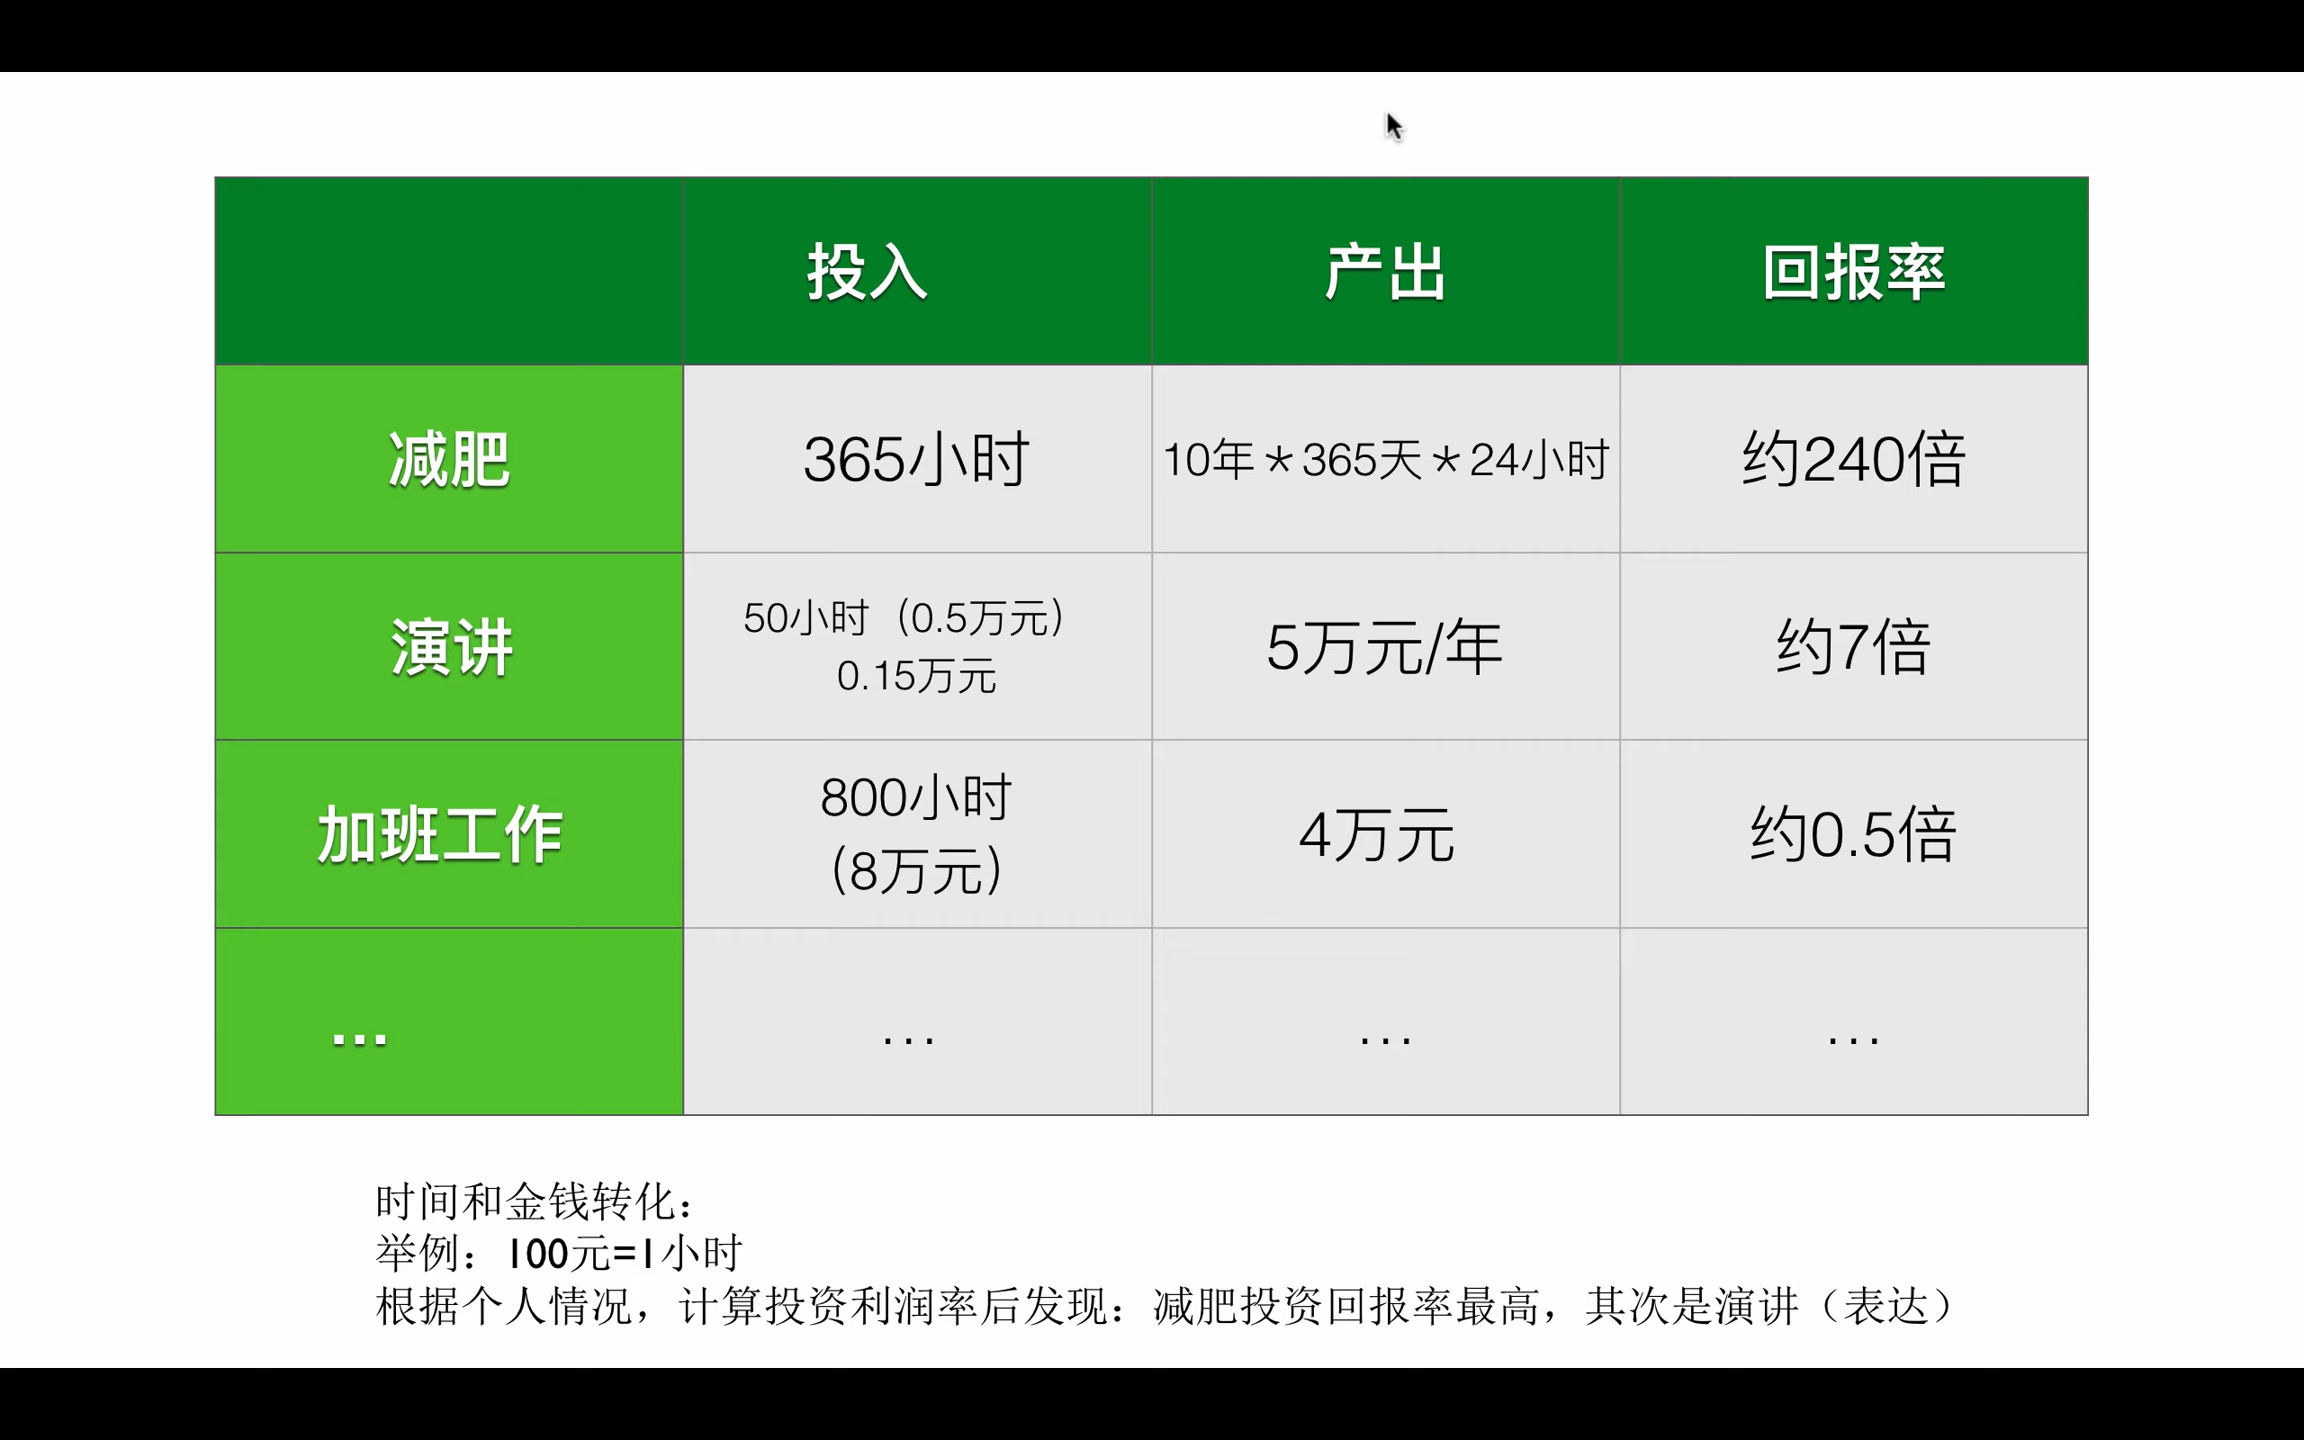 投入 产出 回报率
减肥 365小时 10年*365天*24小时 约240倍
演讲 50小时（0.5万元） 5万元/年 约7倍
0.15万元
加班工作 800小时 4万元 约0.5倍
（8万元）
... ... ... ...
时间和金钱转化：
举例：100元=1小时
根据个人情况，计算投资利润率后发现：减肥投资回报率最高，其次是演讲（表达）